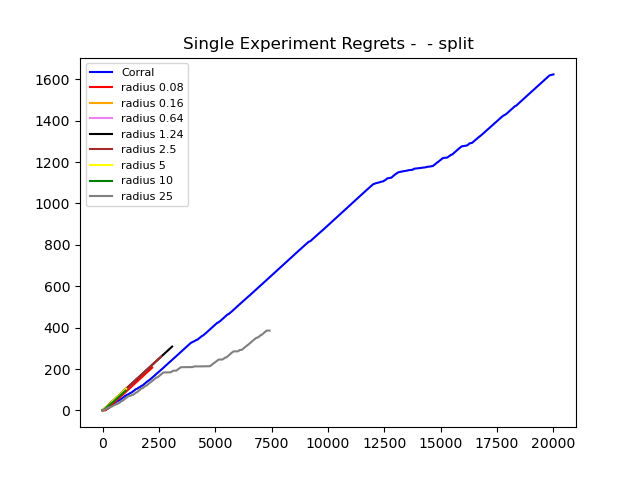 Single Experiment Regrets -  - split
Corral
radius 0.08
radius 0.16
radius 0.64
radius 1.24
radius 2.5
radius 5
radius 10
radius 25
1600
1400
1200
1000
800
600
400
200
0
0 2500 5000 7500 10000 12500 15000 17500 20000